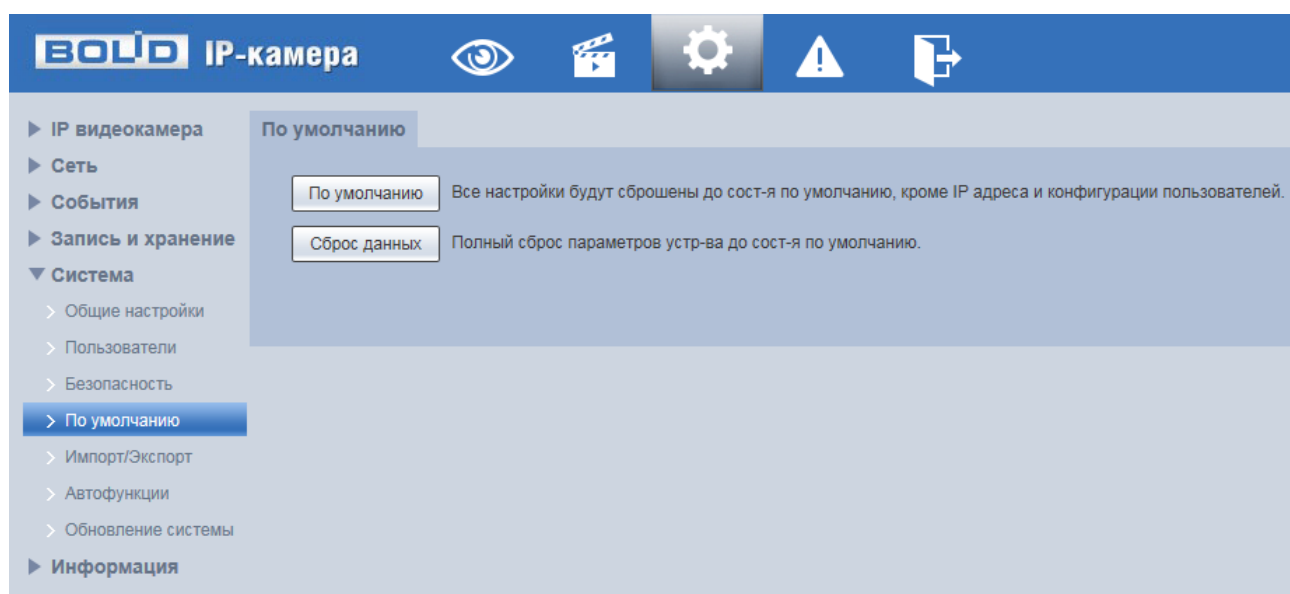 BOLID IP-камера
IP видеокамера
Сеть
События
Запись и хранение
Система
Общие настройки
Пользователи
Безопасность
По умолчанию
Импорт/Экспорт
Автофункции
Обновление системы
Информация
По умолчанию
По умолчанию Все настройки будут сброшены до сост-я по умолчанию, кроме IP адреса и конфигурации пользователей.
Сброс данных Полный сброс параметров устр-ва до сост-я по умолчанию.